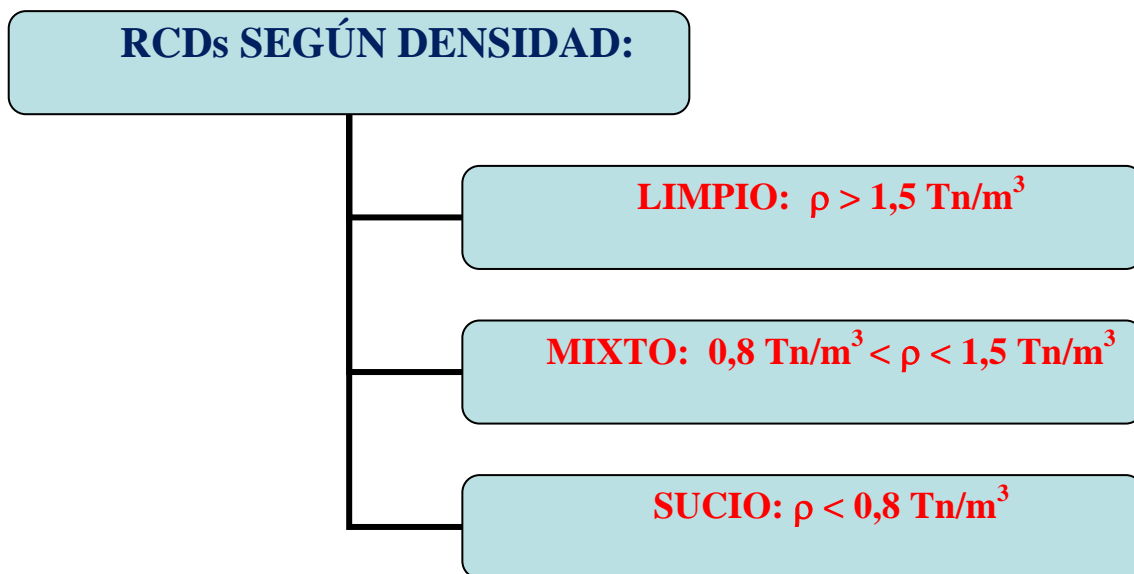 RCDs SEGÚN DENSIDAD:
LIMPIO: ρ > 1,5 Tn/m³
MIXTO: 0,8 Tn/m³ < ρ < 1,5 Tn/m³
SUCIO: ρ < 0,8 Tn/m³